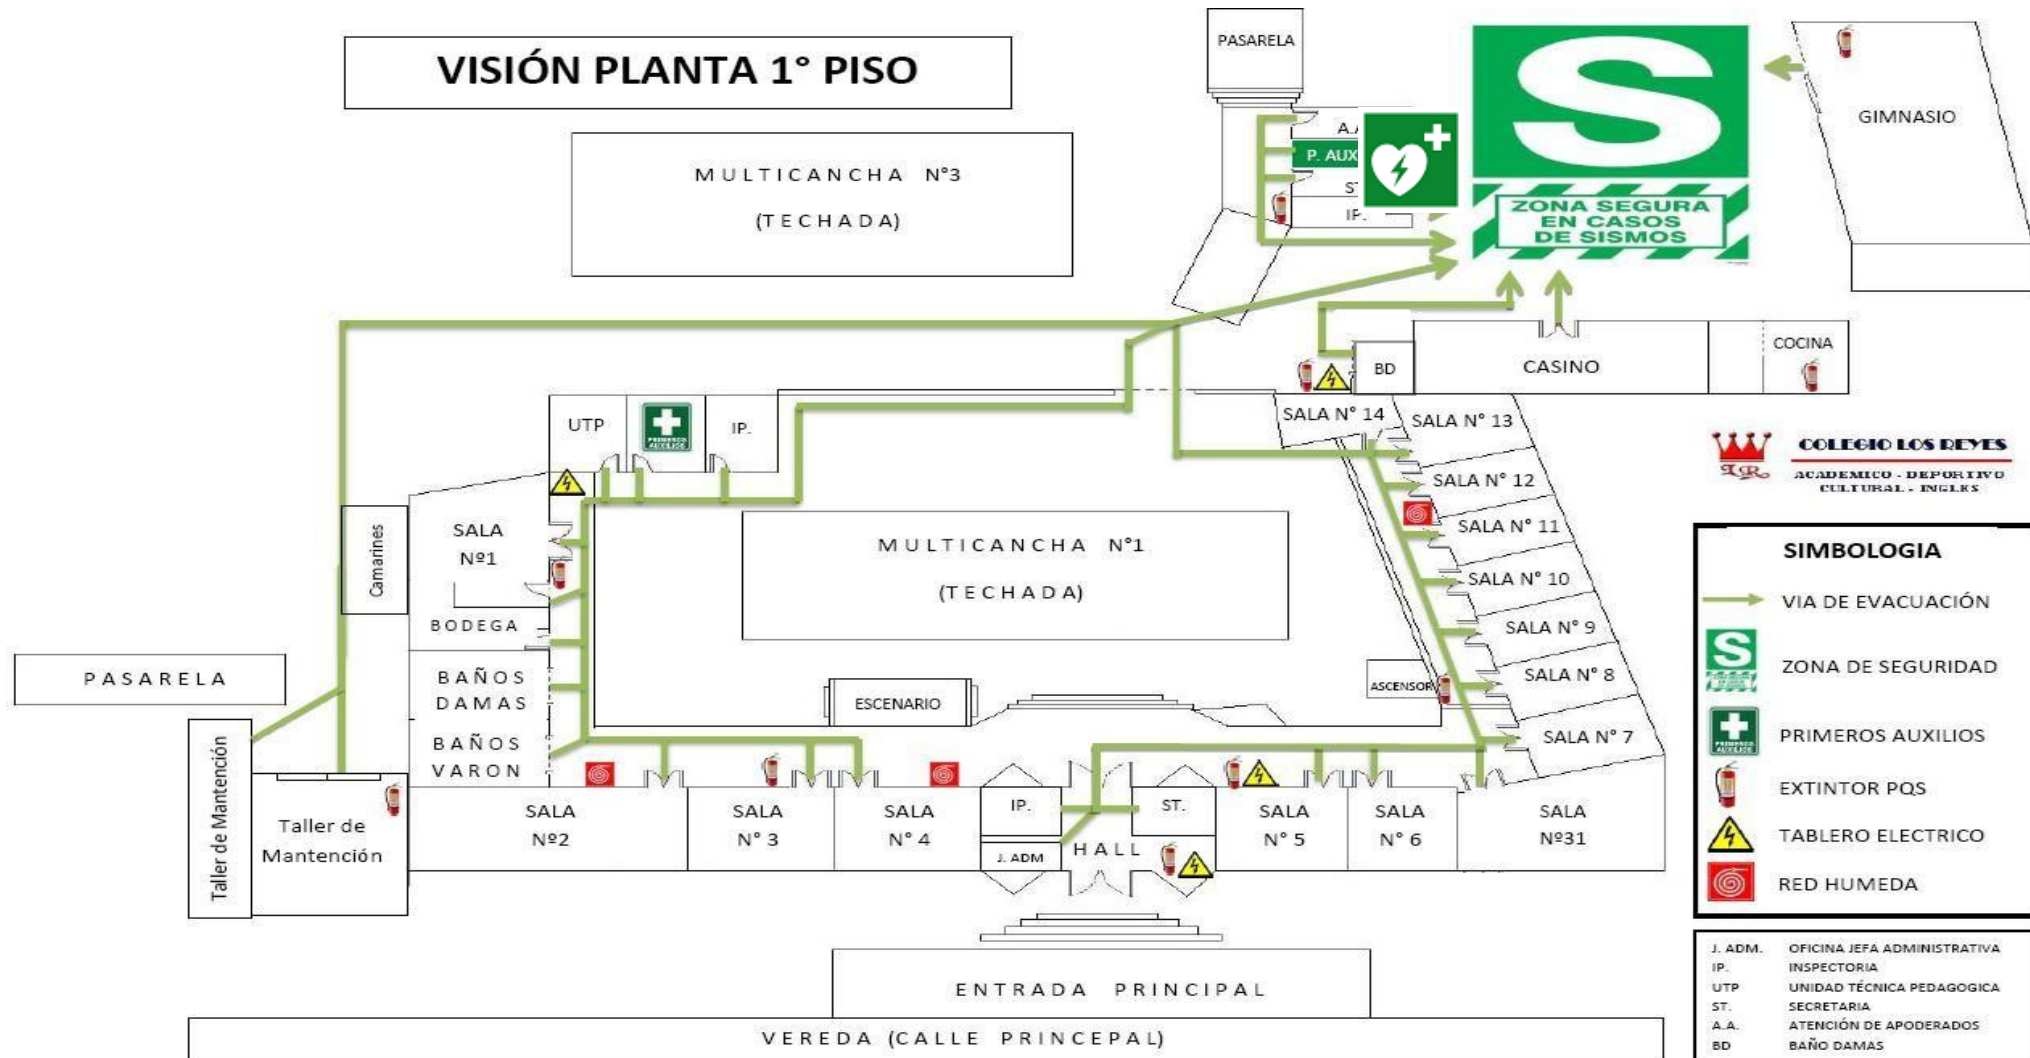 VISIÓN PLANTA 1° PISO
PASARELA
GIMNASIO
MULTICANCHA N°3
(TECHADA)
P. AUX
IP.
S
ZONA SEGURA
EN CASOS
DE SISMOS
COCINA
CASINO
BD
UTP
PRIMEROS
AUXILIOS
IP.
SALA N° 14
SALA N° 13
SALA N° 12
SALA N° 11
SALA N° 10
SALA N° 9
SALA N° 8
SALA N° 7
COLEGIO LOS REYES
LR
ACADEMICO - DEPORTIVO
CULTURAL - INGLES
Camarines
SALA
Nº1
BODEGA
BAÑOS
DAMAS
BAÑOS
VARON
MULTICANCHA N°1
(TECHADA)
ESCENARIO
ASCENSOR
PASARELA
Taller de Mantención
Taller de
Mantención
SALA
Nº2
SALA
N° 3
SALA
N° 4
IP.
J. ADM
HALL
ST.
SALA
N° 5
SALA
N° 6
SALA
Nº31
ENTRADA PRINCIPAL
VEREDA (CALLE PRINCEPAL)
SIMBOLOGIA
VIA DE EVACUACIÓN
S
ZONA DE SEGURIDAD
PRIMEROS
AUXILIOS
PRIMEROS AUXILIOS
EXTINTOR PQS
TABLERO ELECTRICO
RED HUMEDA
J. ADM. OFICINA JEFA ADMINISTRATIVA
IP. INSPECTORIA
UTP UNIDAD TÉCNICA PEDAGOGICA
ST. SECRETARIA
A.A. ATENCIÓN DE APODERADOS
BD BAÑO DAMAS